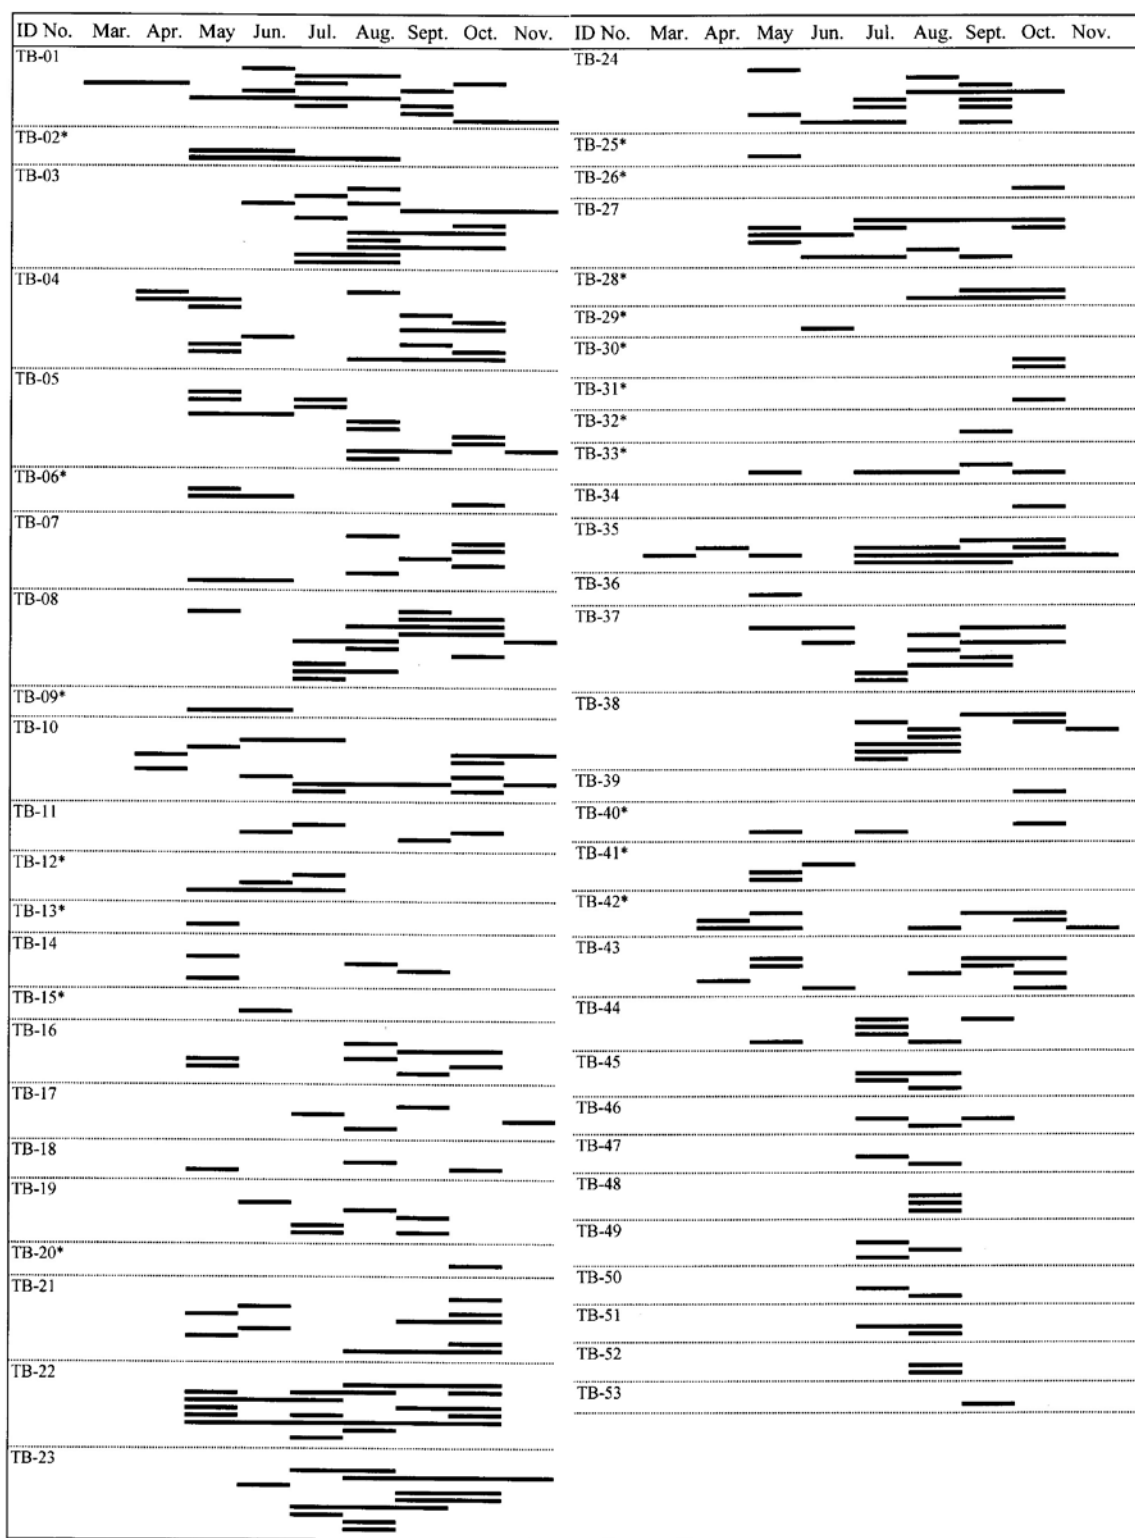 ID No. Mar. Apr. May Jun. Jul. Aug. Sept. Oct. Nov.
TB-01
TB-02*
TB-03
TB-04
TB-05
TB-06*
TB-07
TB-08
TB-09*
TB-10
TB-11
TB-12*
TB-13*
TB-14
TB-15*
TB-16
TB-17
TB-18
TB-19
TB-20*
TB-21
TB-22
TB-23
ID No. Mar. Apr. May Jun. Jul. Aug. Sept. Oct. Nov.
TB-24
TB-25*
TB-26*
TB-27
TB-28*
TB-29*
TB-30*
TB-31*
TB-32*
TB-33*
TB-34
TB-35
TB-36
TB-37
TB-38
TB-39
TB-40*
TB-41*
TB-42*
TB-43
TB-44
TB-45
TB-46
TB-47
TB-48
TB-49
TB-50
TB-51
TB-52
TB-53